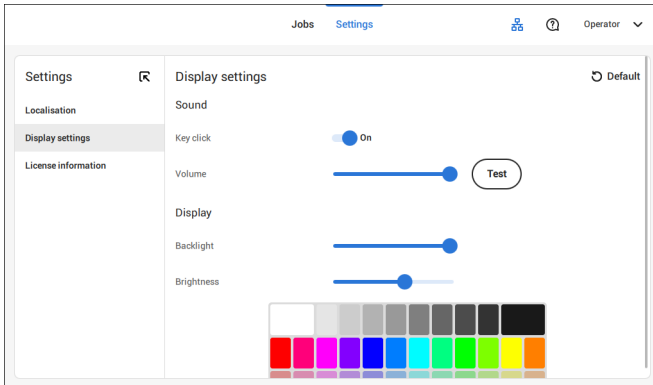 Jobs Settings Operator
Settings
Localisation
Display settings
License information
Display settings Default
Sound
Key click On
Volume Test
Display
Backlight
Brightness